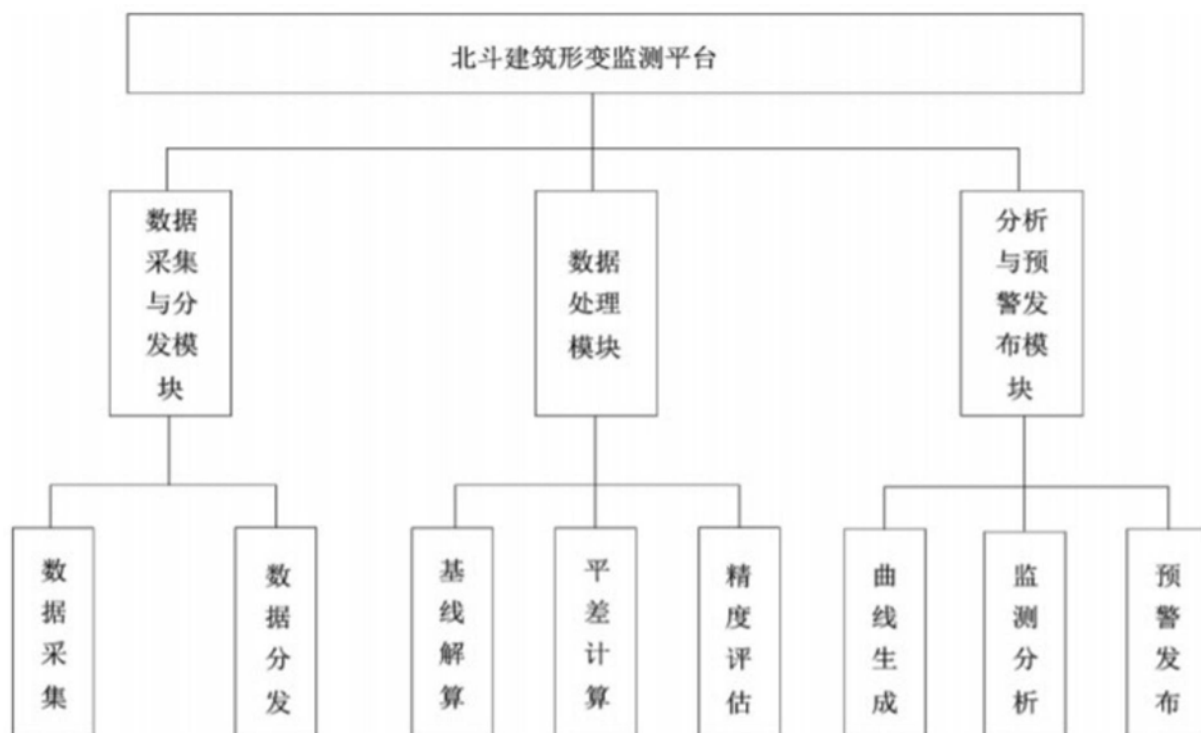 北斗建筑形变监测平台
数据
采集
与分
发模
块
数据
处理
模块
分析
与预
警发
布模
块
数据采集
数据分发
基线解算
平差计算
精度评估
曲线生成
监测分析
预警发布